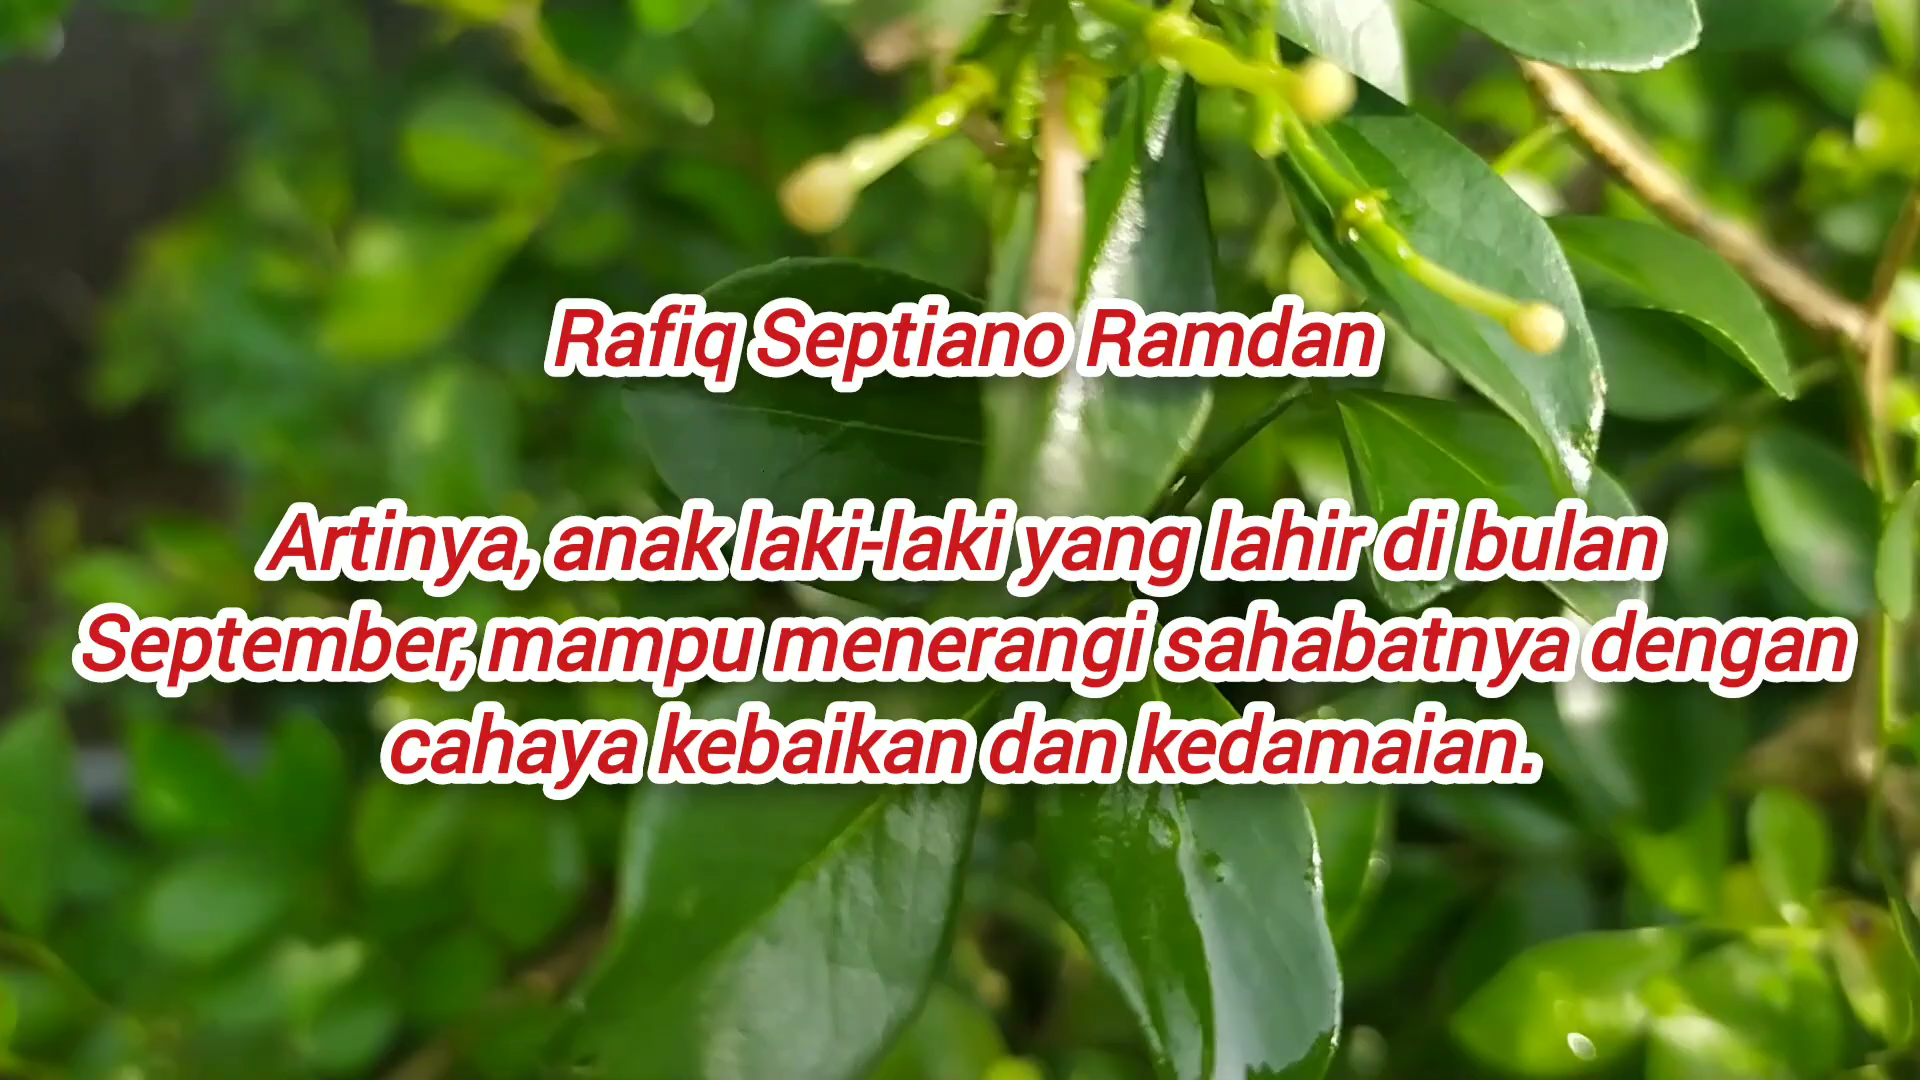 Rafiq Septiano Ramdan
Artinya, anak laki-laki yang lahir di bulan
September, mampu menerangi sahabatnya dengan
cahaya kebaikan dan kedamaian.